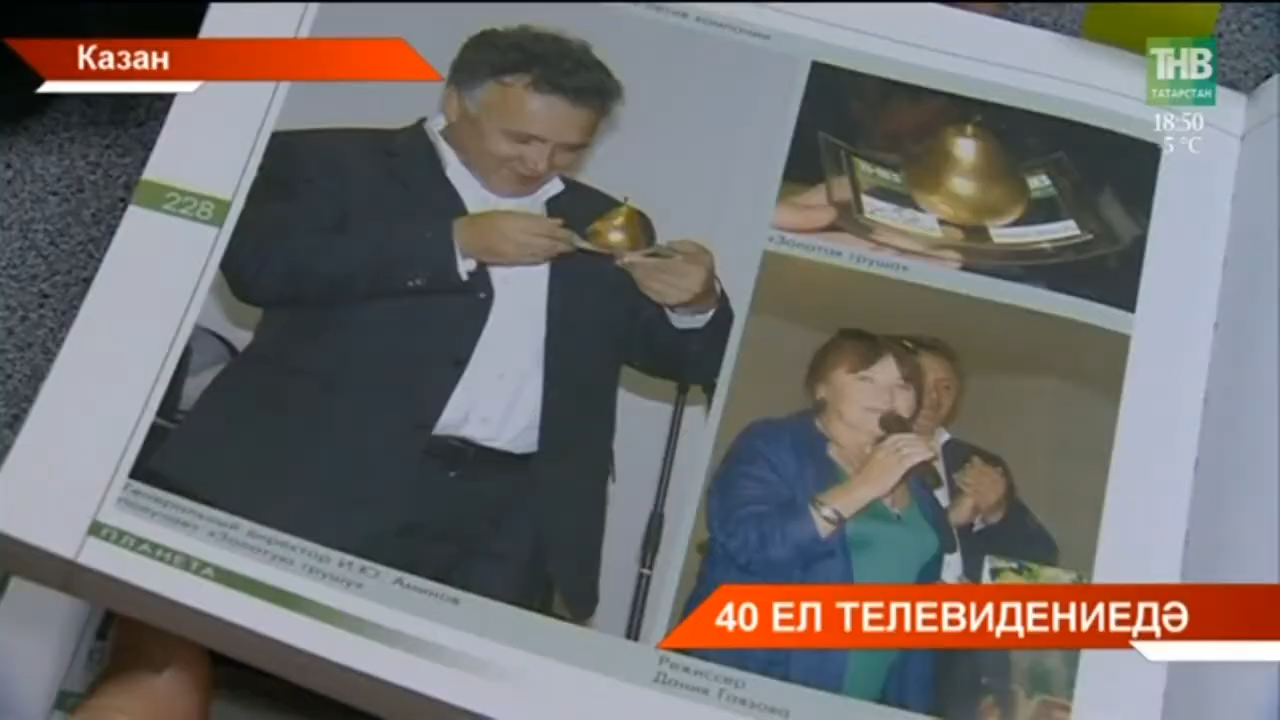 Казан
ТНВ
ТАТАРСТАН
18:50
-5 °C
228
«Золотая груша»
Генеральный директор И.Ю. Аминов
получает «Золотую грушу»
ПЛАНЕТА
40 ЕЛ ТЕЛЕВИДЕНИЕДӘ
Режиссер
Дания Гаязова